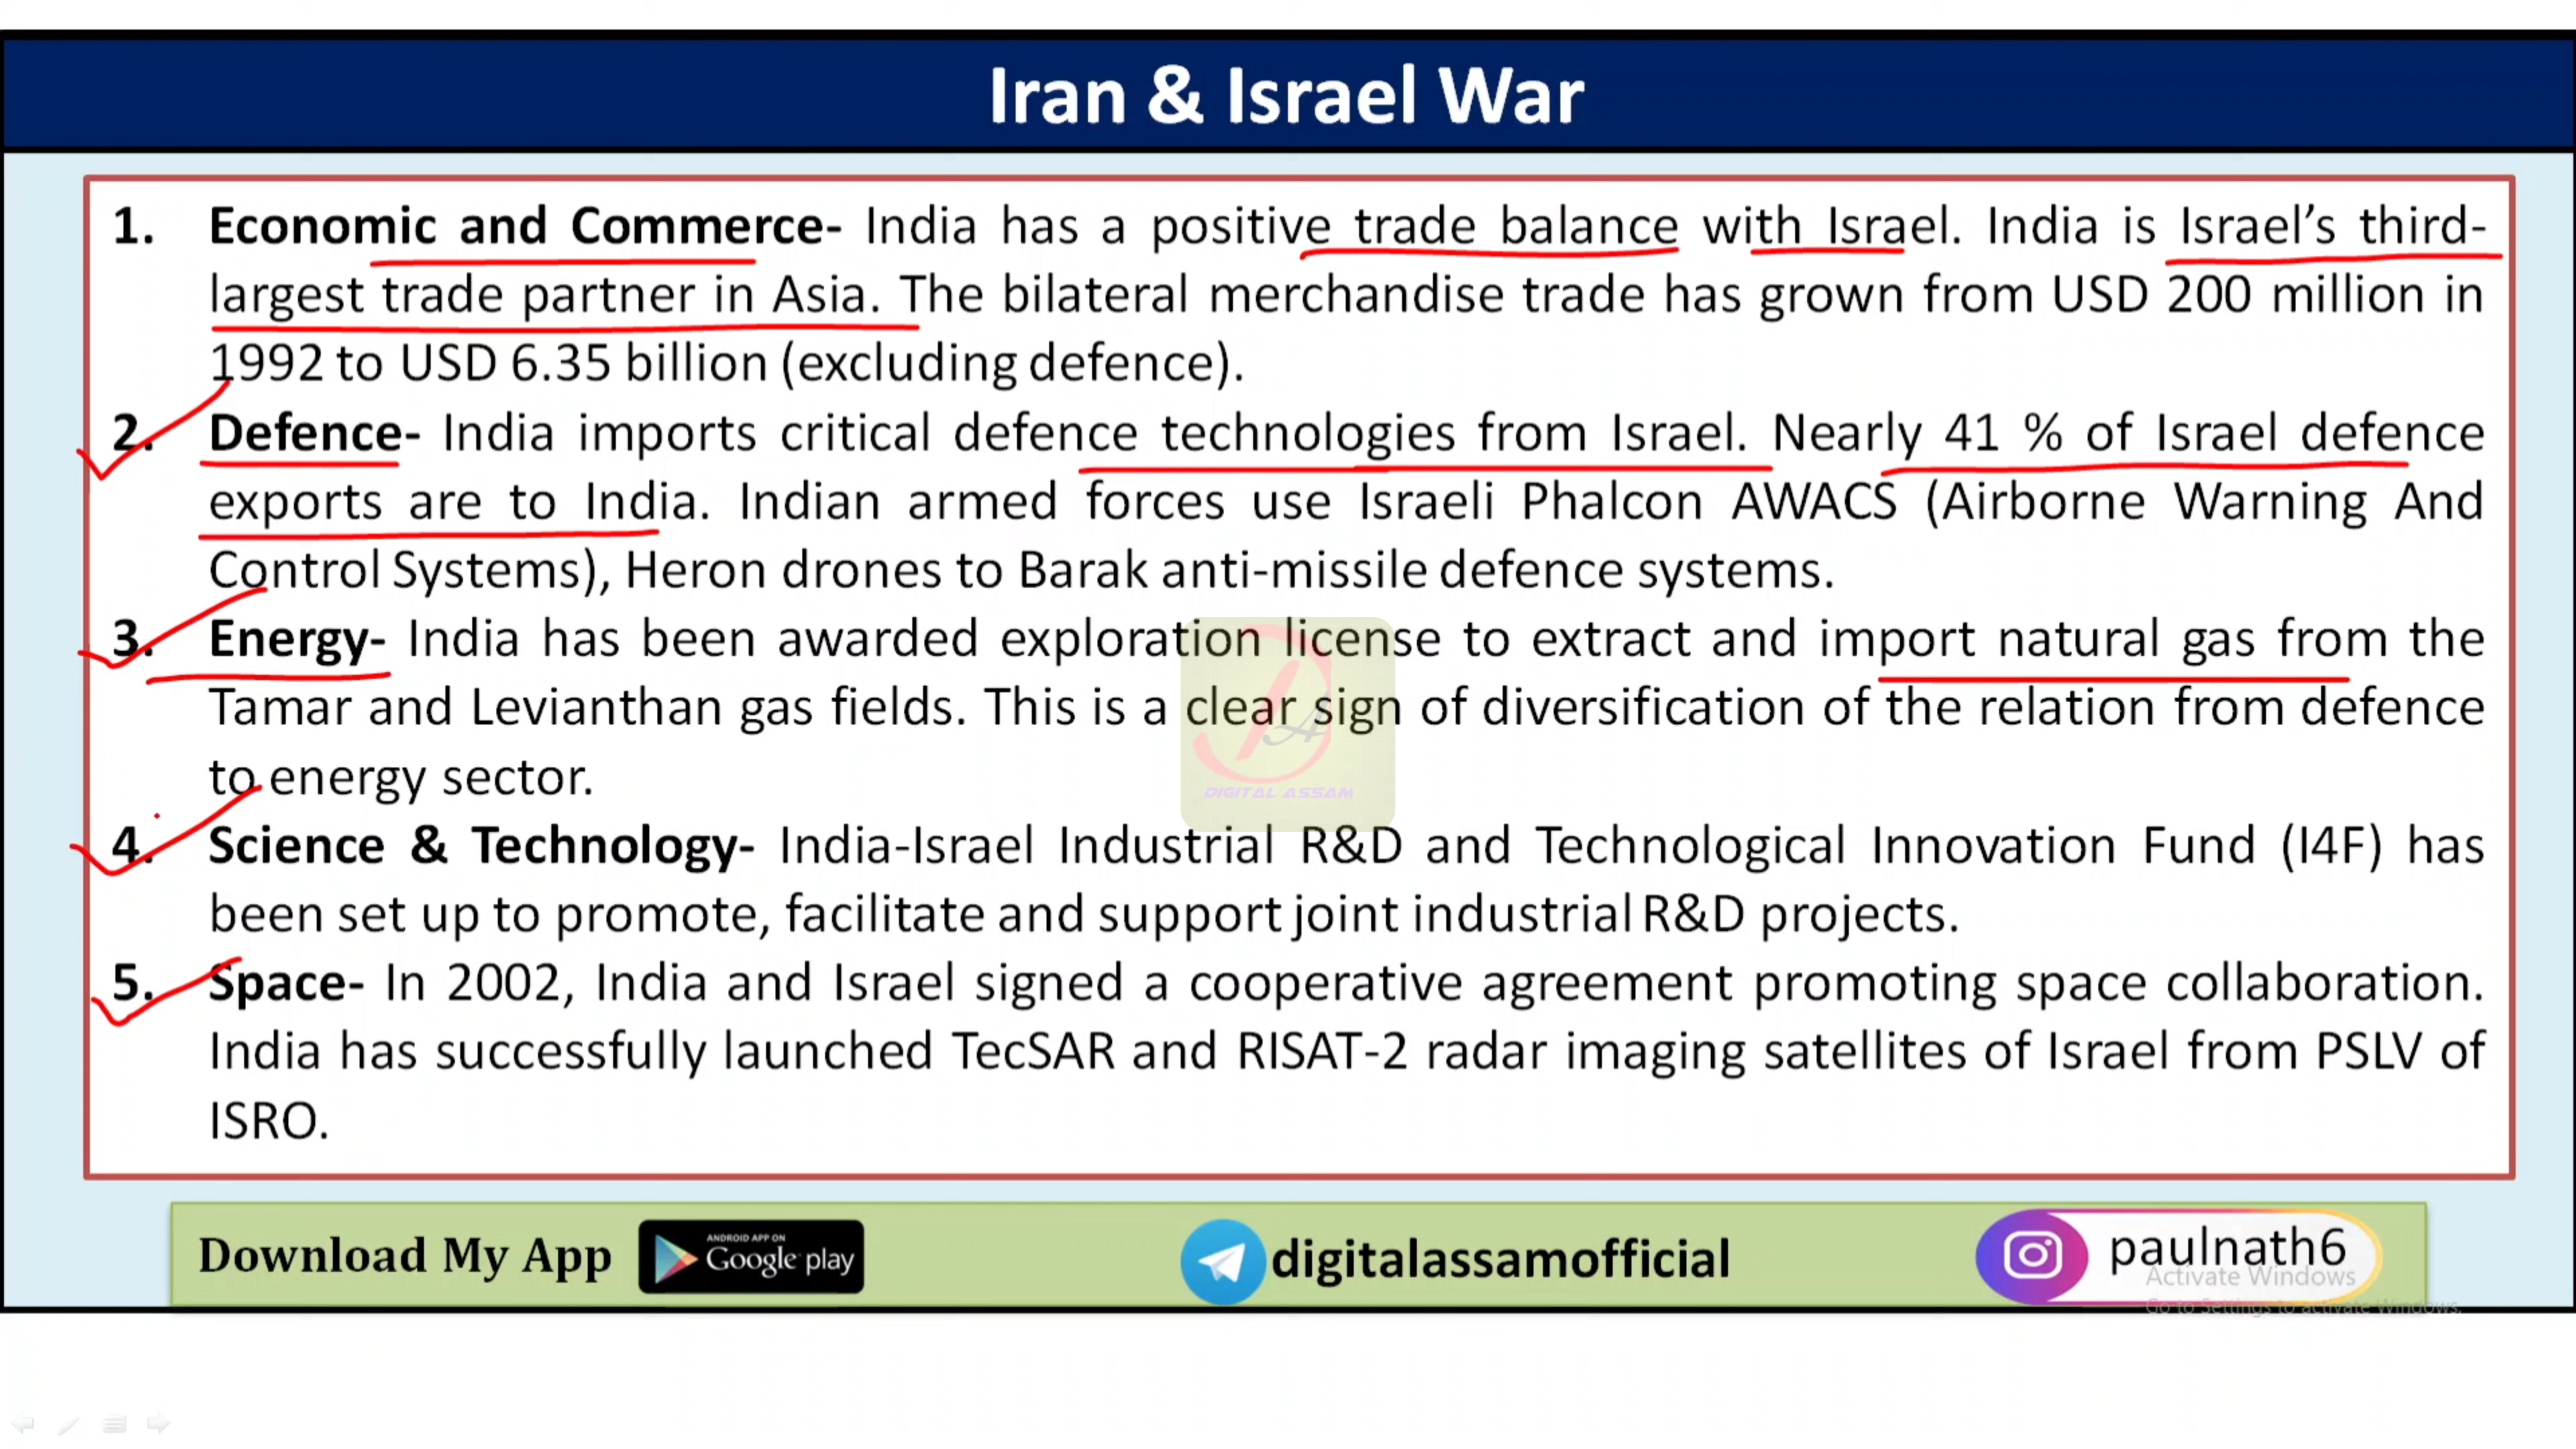 Iran & Israel War
1. Economic and Commerce- India has a positive trade balance with Israel. India is Israel's third-
largest trade partner in Asia. The bilateral merchandise trade has grown from USD 200 million in
1992 to USD 6.35 billion (excluding defence).
2. Defence- India imports critical defence technologies from Israel. Nearly 41 % of Israel defence
exports are to India. Indian armed forces use Israeli Phalcon AWACS (Airborne Warning And
Control Systems), Heron drones to Barak anti-missile defence systems.
3. Energy- India has been awarded exploration license to extract and import natural gas from the
Tamar and Levianthan gas fields. This is a clear sign of diversification of the relation from defence
to energy sector.
DIGITAL ASSAM
4. Science & Technology- India-Israel Industrial R&D and Technological Innovation Fund (I4F) has
been set up to promote, facilitate and support joint industrial R&D projects.
5. Space- In 2002, India and Israel signed a cooperative agreement promoting space collaboration.
India has successfully launched TecSAR and RISAT-2 radar imaging satellites of Israel from PSLV of
ISRO.
Download My App
ANDROID APP ON
Google play
digitalassamofficial
paulnath6
Activate Windows
Go to Settings to activate Windows.